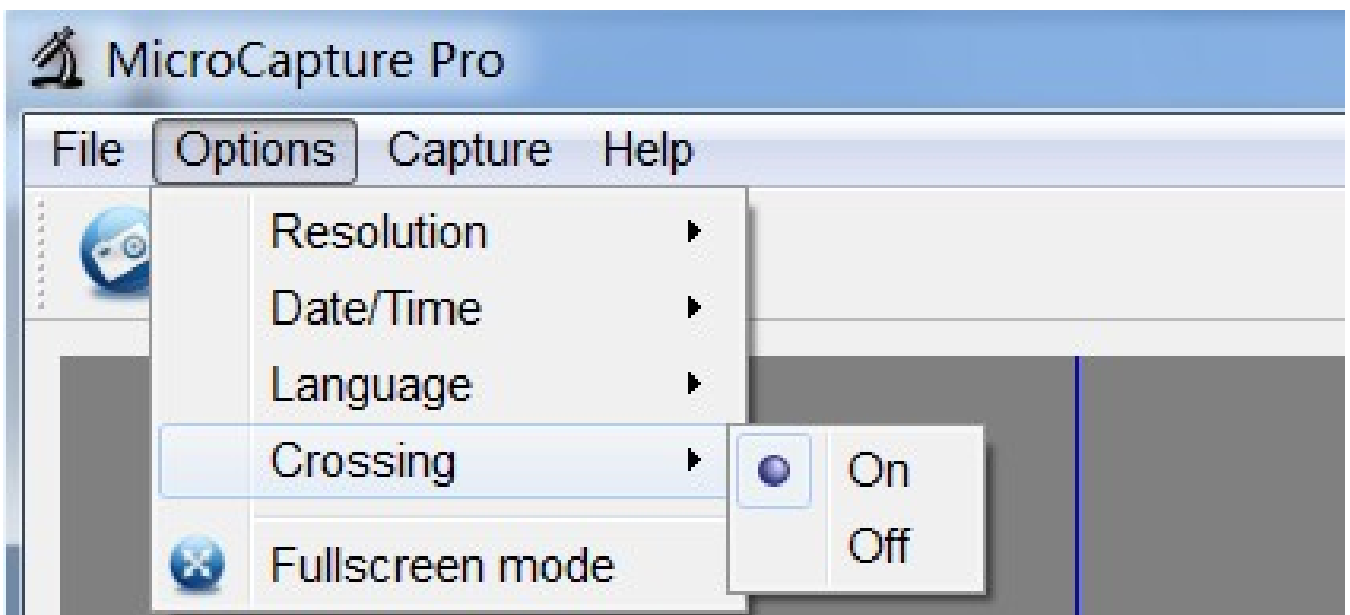 MicroCapture Pro
File Options Capture Help
Resolution
Date/Time
Language
Crossing
On
Off
Fullscreen mode